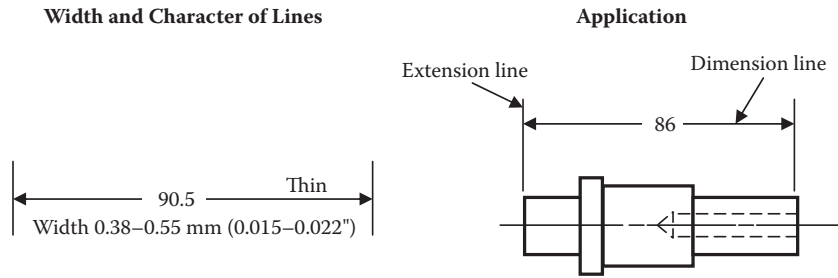 Width and Character of Lines
Application
Extension line
Dimension line
86
Thin
90.5
Width 0.38–0.55 mm (0.015–0.022")